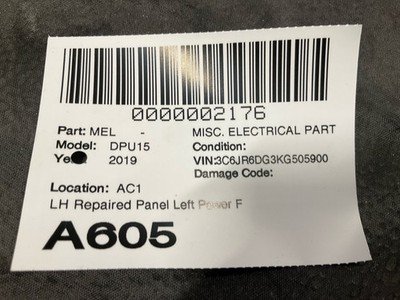 0000002176
Part: MEL - MISC. ELECTRICAL PART
Model: DPU15 Condition:
Ye 2019 VIN:3C6JR6DG3KG505900
Damage Code:
Location: AC1
LH Repaired Panel Left Power F
A605